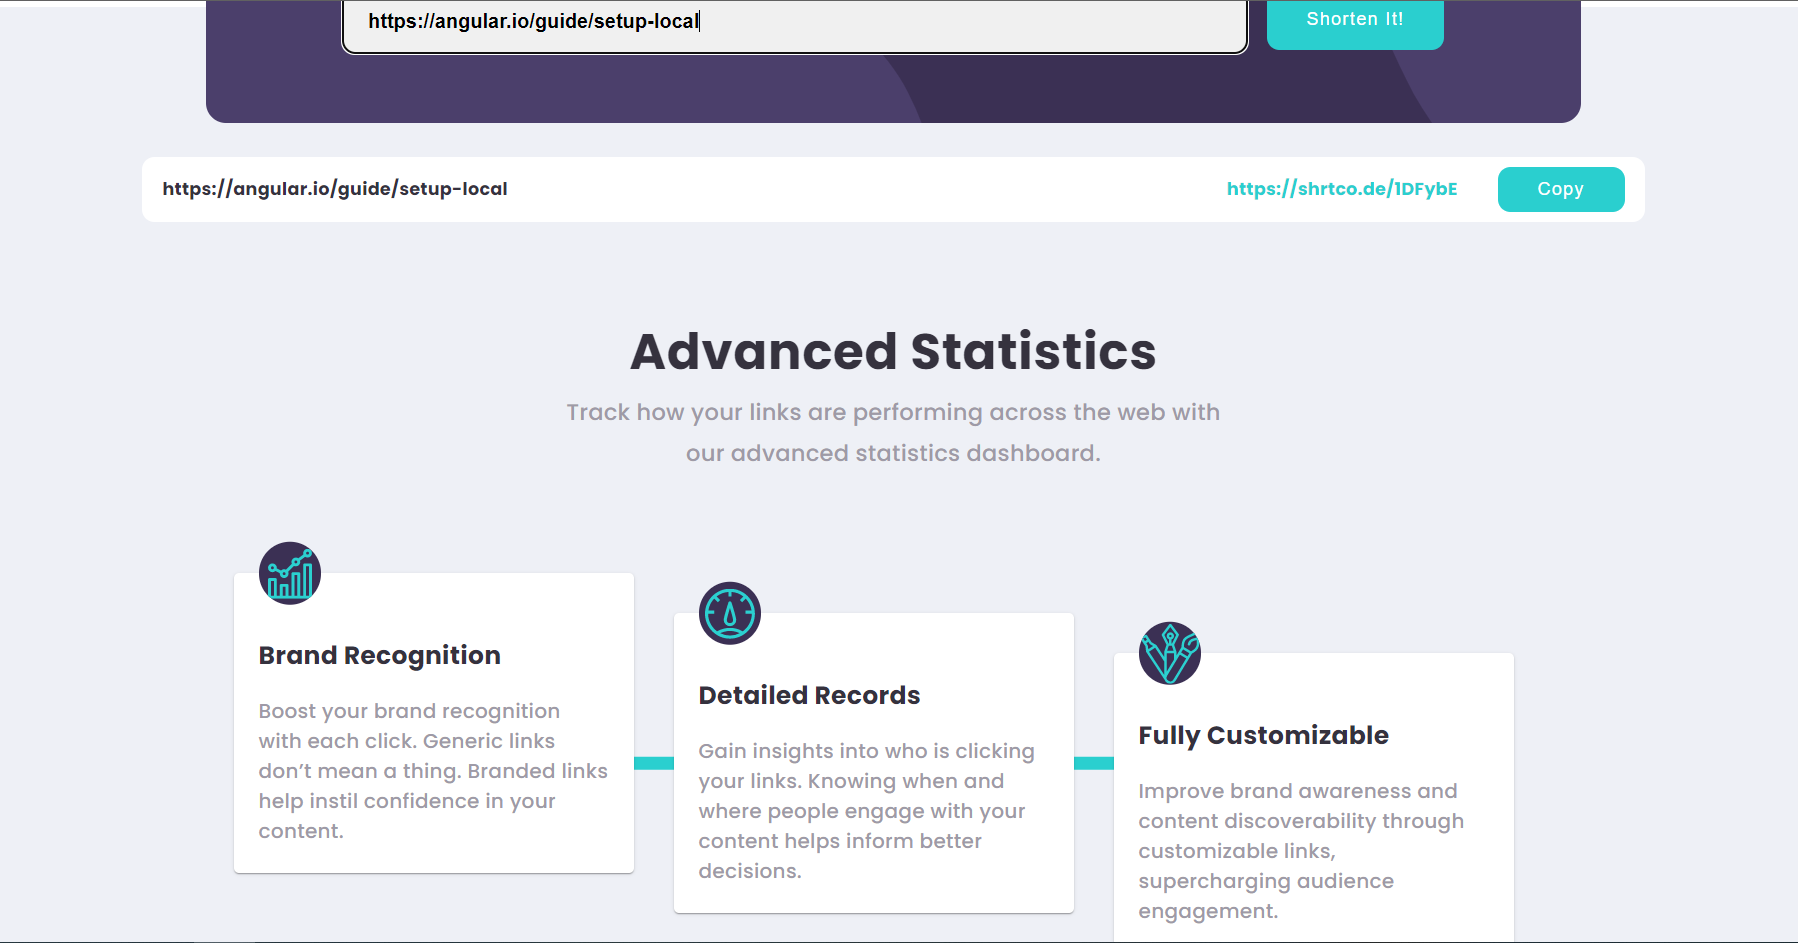 https://angular.io/guide/setup-local
Shorten It!
https://angular.io/guide/setup-local
https://shrtco.de/1DFybE
Copy
Advanced Statistics
Track how your links are performing across the web with
our advanced statistics dashboard.
Brand Recognition
Boost your brand recognition
with each click. Generic links
don’t mean a thing. Branded links
help instil confidence in your
content.
Detailed Records
Gain insights into who is clicking
your links. Knowing when and
where people engage with your
content helps inform better
decisions.
Fully Customizable
Improve brand awareness and
content discoverability through
customizable links,
supercharging audience
engagement.